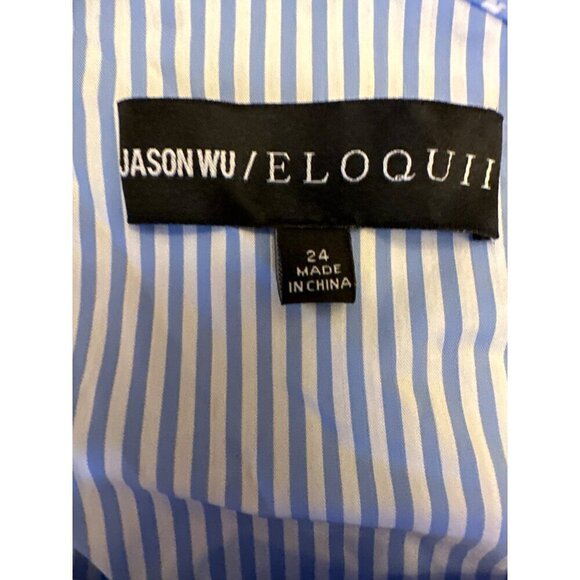 JASON WU / ELOQUII
24
MADE
IN CHINA